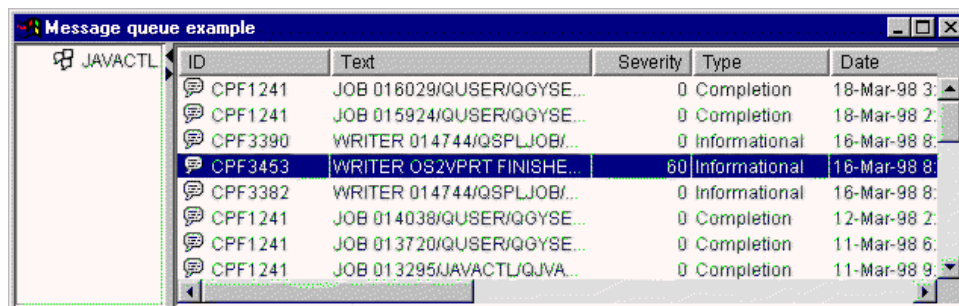 Message queue example
JAVACTL
ID Text Severity Type Date
CPF1241 JOB 016029/QUSER/QGYSE... 0 Completion 18-Mar-98 3:
CPF1241 JOB 015924/QUSER/QGYSE... 0 Completion 18-Mar-98 2:
CPF3390 WRITER 014744/QSPLJOB/... 0 Informational 16-Mar-98 8:
CPF3453 WRITER OS2VPRT FINISHE... 60 Informational 16-Mar-98 8:
CPF3382 WRITER 014744/QSPLJOB/... 0 Informational 16-Mar-98 8:
CPF1241 JOB 014038/QUSER/QGYSE... 0 Completion 12-Mar-98 2:
CPF1241 JOB 013720/QUSER/QGYSE... 0 Completion 11-Mar-98 6:
CPF1241 JOB 013295/JAVACTL/QJVA... 0 Completion 11-Mar-98 9: